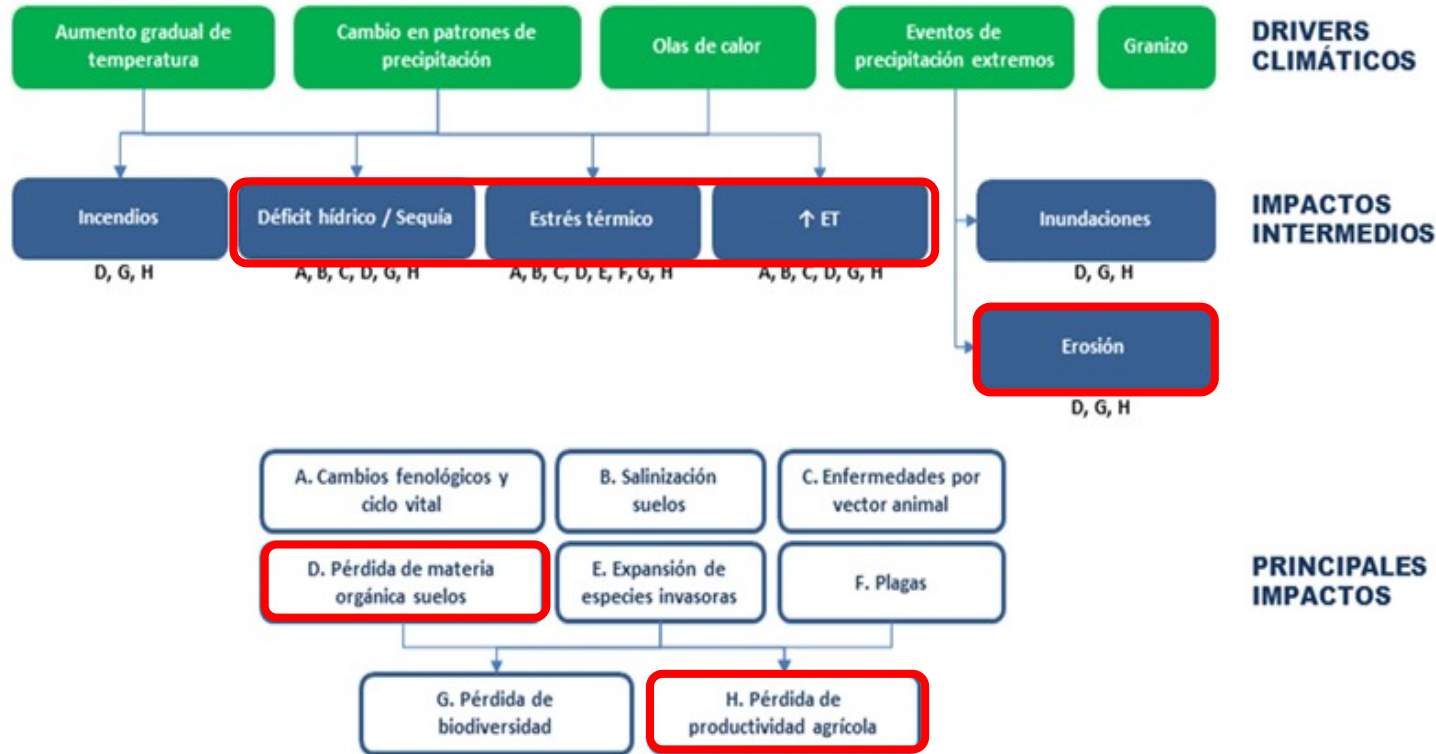 Aumento gradual de
temperatura
Cambio en patrones de
precipitación
Olas de calor
Eventos de
precipitación extremos
Granizo
DRIVERS
CLIMÁTICOS
Incendios
Déficit hídrico / Sequía
Estrés térmico
↑ ET
Inundaciones
IMPACTOS
INTERMEDIOS
D, G, H
A, B, C, D, G, H
A, B, C, D, E, F, G, H
A, B, C, D, G, H
D, G, H
Erosión
D, G, H
A. Cambios fenológicos y
ciclo vital
B. Salinización
suelos
C. Enfermedades por
vector animal
D. Pérdida de materia
orgánica suelos
E. Expansión de
especies invasoras
F. Plagas
PRINCIPALES
IMPACTOS
G. Pérdida de
biodiversidad
H. Pérdida de
productividad agrícola